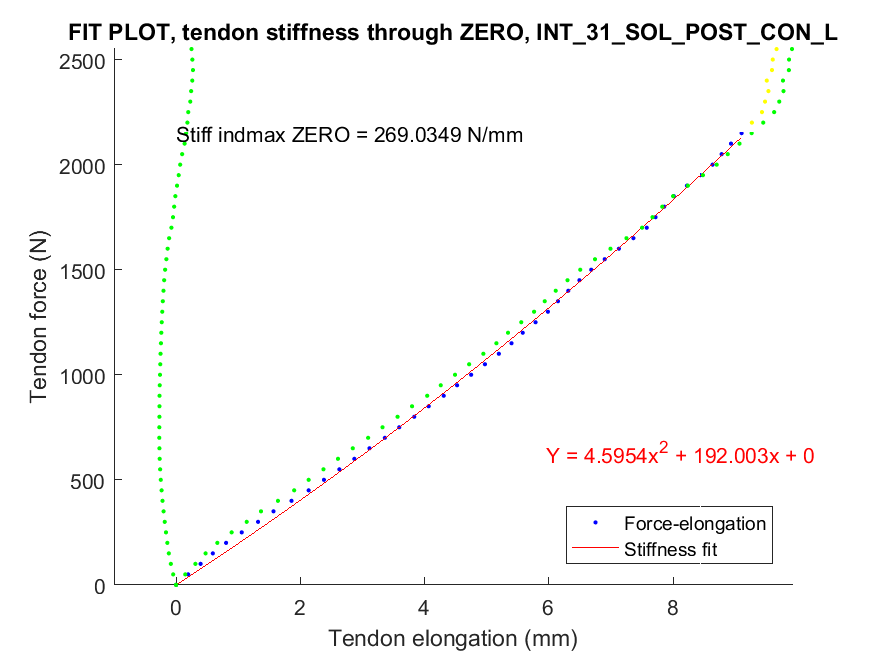 FIT PLOT, tendon stiffness through ZERO, INT_31_SOL_POST_CON_L
2500
Stiff indmax ZERO = 269.0349 N/mm
2000
1500
Tendon force (N)
1000
Y = 4.5954x² + 192.003x + 0
500
Force-elongation
Stiffness fit
0
0 2 4 6 8
Tendon elongation (mm)